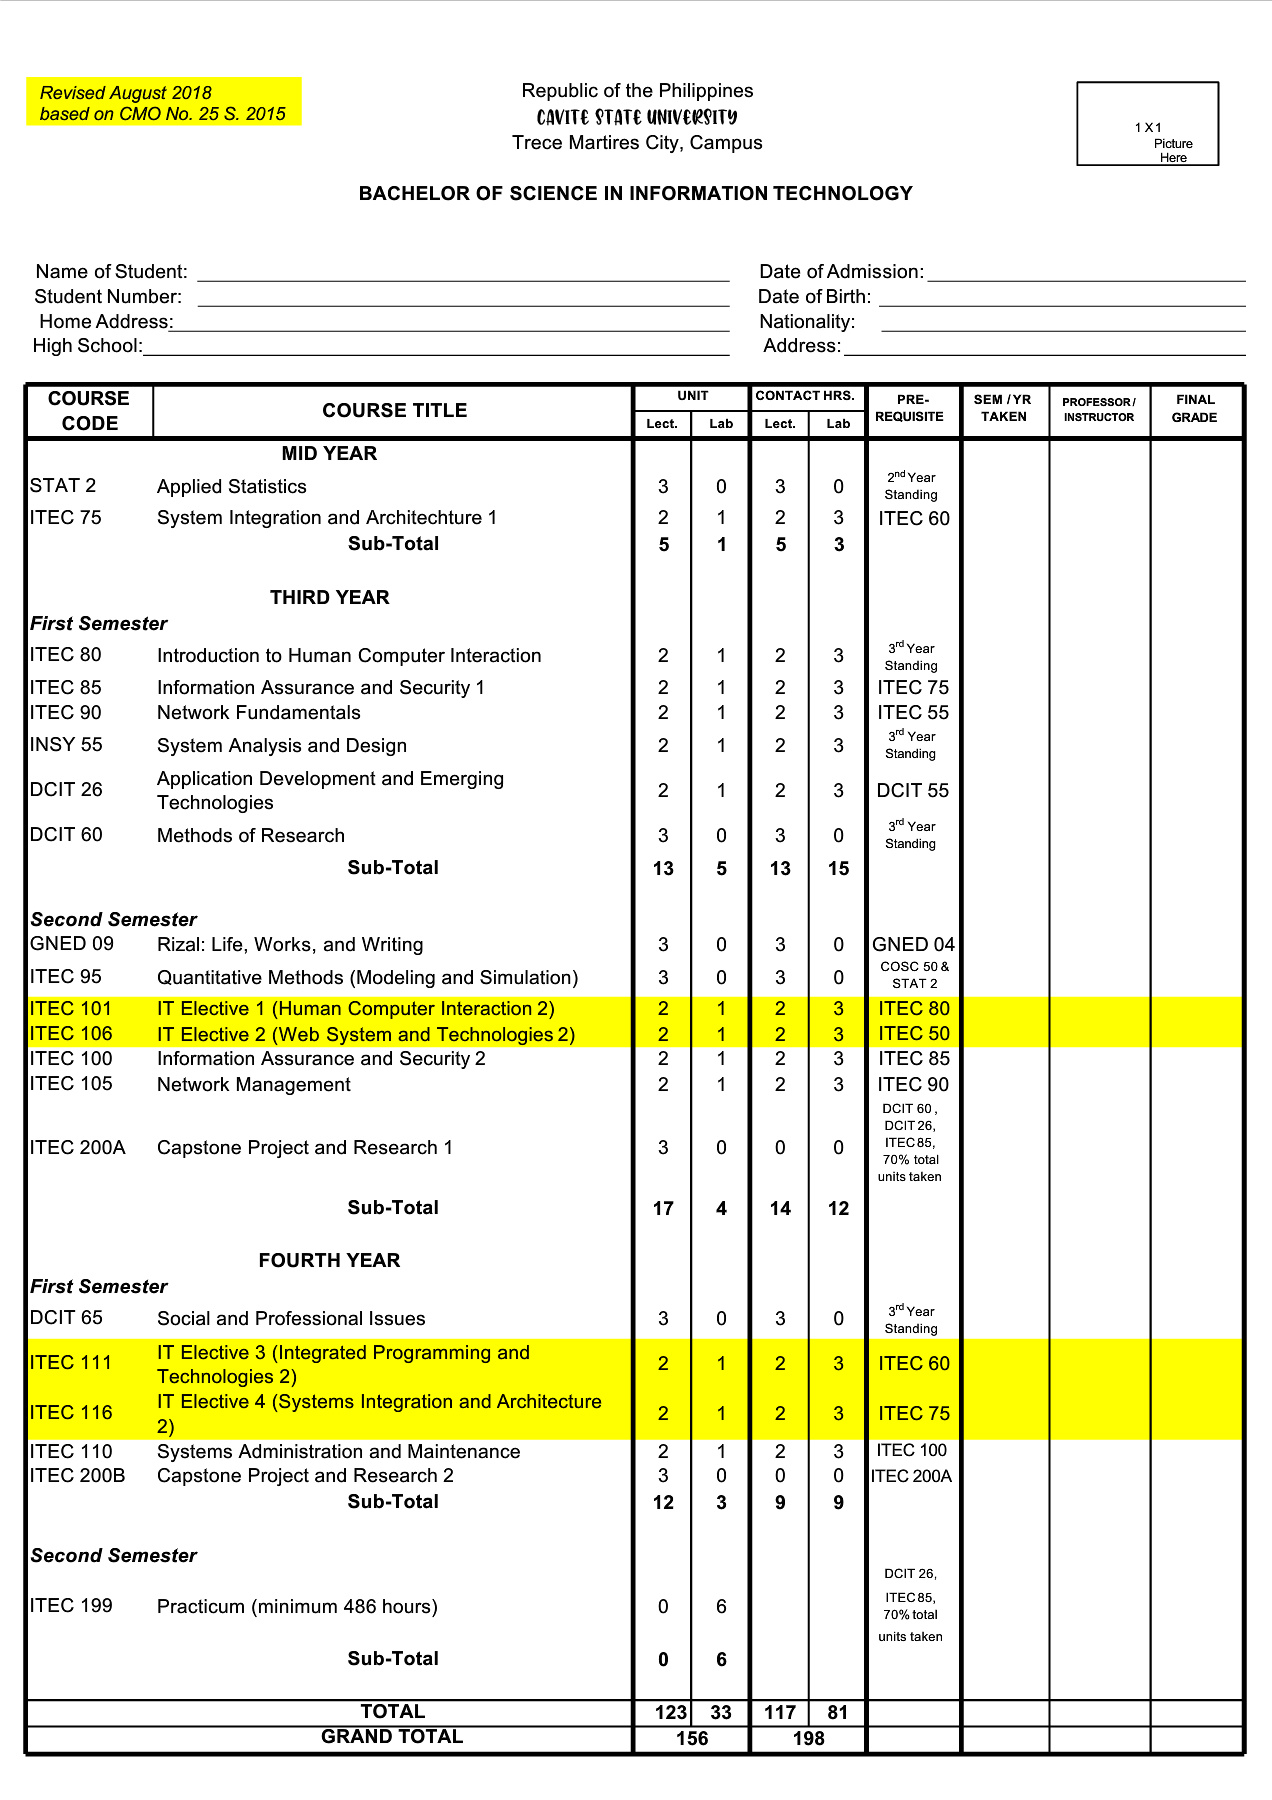 Revised August 2018
based on CMO No. 25 S. 2015
Republic of the Philippines
CAVITE STATE UNIVERSITY
Trece Martires City, Campus
1 X 1
Picture
Here
BACHELOR OF SCIENCE IN INFORMATION TECHNOLOGY
Name of Student: Date of Admission:
Student Number: Date of Birth:
Home Address: Nationality:
High School: Address:
COURSE CODE COURSE TITLE UNIT CONTACT HRS. PRE-REQUISITE SEM / YR TAKEN PROFESSOR / INSTRUCTOR FINAL GRADE
Lect. Lab Lect. Lab
MID YEAR
STAT 2 Applied Statistics 3 0 3 0 2nd Year Standing
ITEC 75 System Integration and Architechture 1 2 1 2 3 ITEC 60
Sub-Total 5 1 5 3
THIRD YEAR
First Semester
ITEC 80 Introduction to Human Computer Interaction 2 1 2 3 3rd Year Standing
ITEC 85 Information Assurance and Security 1 2 1 2 3 ITEC 75
ITEC 90 Network Fundamentals 2 1 2 3 ITEC 55
INSY 55 System Analysis and Design 2 1 2 3 3rd Year Standing
DCIT 26 Application Development and Emerging Technologies 2 1 2 3 DCIT 55
DCIT 60 Methods of Research 3 0 3 0 3rd Year Standing
Sub-Total 13 5 13 15
Second Semester
GNED 09 Rizal: Life, Works, and Writing 3 0 3 0 GNED 04
ITEC 95 Quantitative Methods (Modeling and Simulation) 3 0 3 0 COSC 50 & STAT 2
ITEC 101 IT Elective 1 (Human Computer Interaction 2) 2 1 2 3 ITEC 80
ITEC 106 IT Elective 2 (Web System and Technologies 2) 2 1 2 3 ITEC 50
ITEC 100 Information Assurance and Security 2 2 1 2 3 ITEC 85
ITEC 105 Network Management 2 1 2 3 ITEC 90
ITEC 200A Capstone Project and Research 1 3 0 0 0 DCIT 60, DCIT 26, ITEC 85, 70% total units taken
Sub-Total 17 4 14 12
FOURTH YEAR
First Semester
DCIT 65 Social and Professional Issues 3 0 3 0 3rd Year Standing
ITEC 111 IT Elective 3 (Integrated Programming and Technologies 2) 2 1 2 3 ITEC 60
ITEC 116 IT Elective 4 (Systems Integration and Architecture 2) 2 1 2 3 ITEC 75
ITEC 110 Systems Administration and Maintenance 2 1 2 3 ITEC 100
ITEC 200B Capstone Project and Research 2 3 0 0 0 ITEC 200A
Sub-Total 12 3 9 9
Second Semester
ITEC 199 Practicum (minimum 486 hours) 0 6 DCIT 26, ITEC 85, 70% total units taken
Sub-Total 0 6
TOTAL 123 33 117 81
GRAND TOTAL 156 198